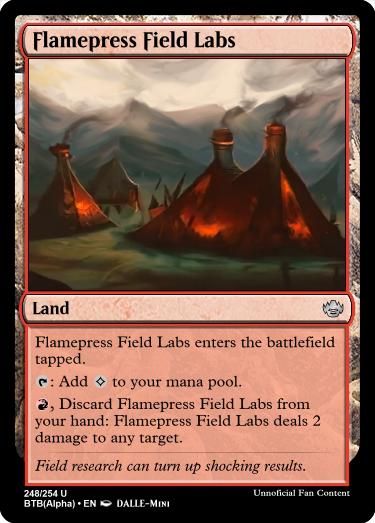 Flamepress Field Labs
Land
Flamepress Field Labs enters the battlefield
tapped.
: Add to your mana pool.
, Discard Flamepress Field Labs from
your hand: Flamepress Field Labs deals 2
damage to any target.
Field research can turn up shocking results.
248/254 U
Unnoficial Fan Content
BTB(Alpha) • EN DALLE-Mini